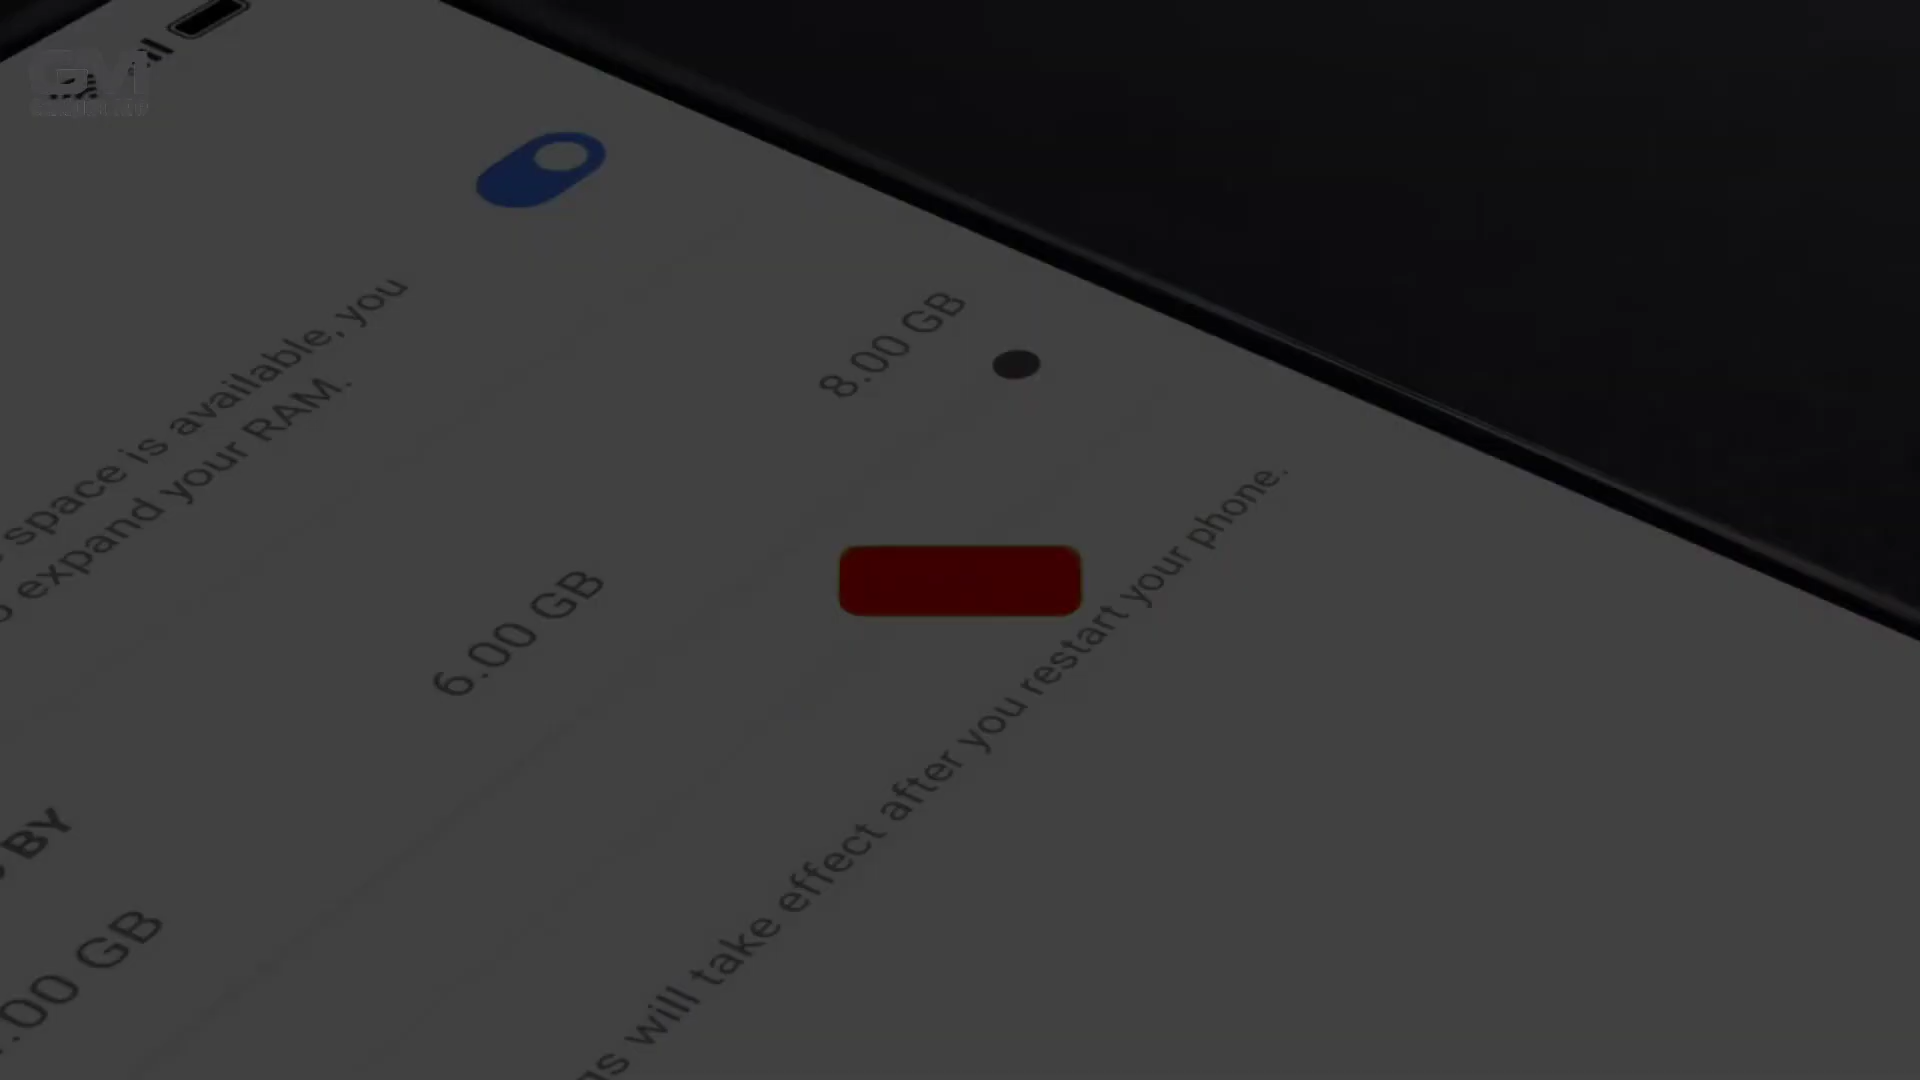 GM
space is available, you
expand your RAM.
8.00 GB
6.00 GB
BY
.00 GB
will take effect after you restart your phone.